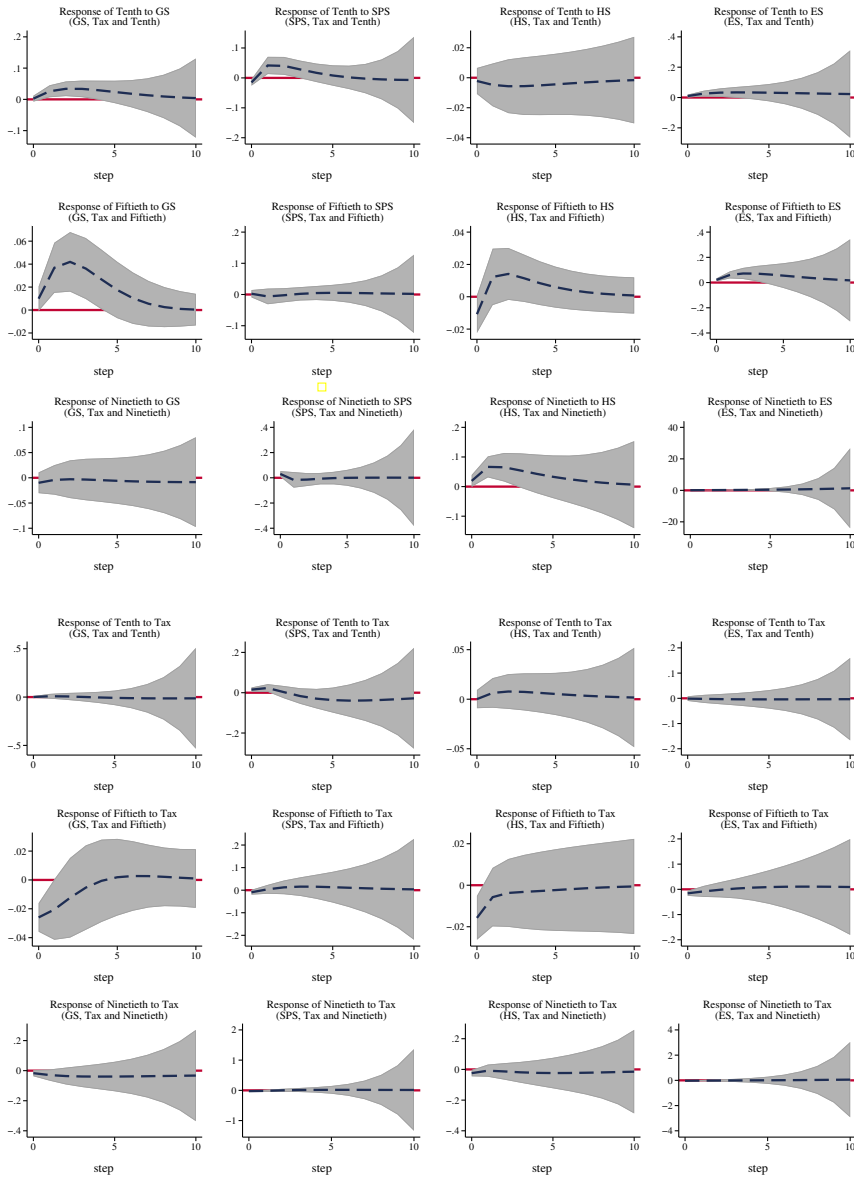 Response of Tenth to GS
(GS, Tax and Tenth)
.2
.1
0
-.1
0
5
10
step
Response of Tenth to SPS
(SPS, Tax and Tenth)
.1
0
-.1
-.2
0
5
10
step
Response of Tenth to HS
(HS, Tax and Tenth)
.02
0
-.02
-.04
0
5
10
step
Response of Tenth to ES
(ES, Tax and Tenth)
.4
.2
0
-.2
0
5
10
step
Response of Fiftieth to GS
(GS, Tax and Fiftieth)
.06
.04
.02
0
-.02
0
5
10
step
Response of Fiftieth to SPS
(SPS, Tax and Fiftieth)
.2
.1
0
-.1
0
5
10
step
Response of Fiftieth to HS
(HS, Tax and Fiftieth)
.04
.02
0
-.02
0
5
10
step
Response of Fiftieth to ES
(ES, Tax and Fiftieth)
.4
.2
0
-.2
-.4
0
5
10
step
Response of Ninetieth to GS
(GS, Tax and Ninetieth)
.1
.05
0
-.05
-.1
0
5
10
step
Response of Ninetieth to SPS
(SPS, Tax and Ninetieth)
.4
.2
0
-.2
-.4
0
5
10
step
Response of Ninetieth to HS
(HS, Tax and Ninetieth)
.2
.1
0
-.1
0
5
10
step
Response of Ninetieth to ES
(ES, Tax and Ninetieth)
40
20
0
-20
0
5
10
step
Response of Tenth to Tax
(GS, Tax and Tenth)
.5
0
-.5
0
5
10
step
Response of Tenth to Tax
(SPS, Tax and Tenth)
.2
0
-.2
0
5
10
step
Response of Tenth to Tax
(HS, Tax and Tenth)
.05
0
-.05
0
5
10
step
Response of Tenth to Tax
(ES, Tax and Tenth)
.2
.1
0
-.1
-.2
0
5
10
step
Response of Fiftieth to Tax
(GS, Tax and Fiftieth)
.02
0
-.02
-.04
0
5
10
step
Response of Fiftieth to Tax
(SPS, Tax and Fiftieth)
.2
.1
0
-.1
-.2
0
5
10
step
Response of Fiftieth to Tax
(HS, Tax and Fiftieth)
.02
0
-.02
0
5
10
step
Response of Fiftieth to Tax
(ES, Tax and Fiftieth)
.2
.1
0
-.1
-.2
0
5
10
step
Response of Ninetieth to Tax
(GS, Tax and Ninetieth)
.2
0
-.2
-.4
0
5
10
step
Response of Ninetieth to Tax
(SPS, Tax and Ninetieth)
2
1
0
-1
0
5
10
step
Response of Ninetieth to Tax
(HS, Tax and Ninetieth)
.2
0
-.2
-.4
0
5
10
step
Response of Ninetieth to Tax
(ES, Tax and Ninetieth)
4
2
0
-2
-4
0
5
10
step